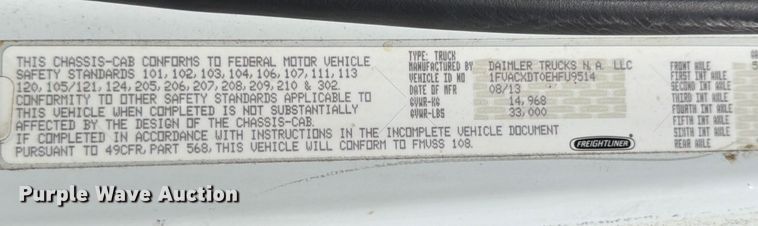 THIS CHASSIS-CAB CONFORMS TO FEDERAL MOTOR VEHICLE
SAFETY STANDARDS 101, 102, 103, 104, 106, 107, 111, 113
120, 105/121, 124, 205, 206, 207, 208, 209, 210 & 302.
CONFORMITY TO OTHER SAFETY STANDARDS APPLICABLE TO
THIS VEHICLE WHEN COMPLETED IS NOT SUBSTANTIALLY
AFFECTED BY THE DESIGN OF THE CHASSIS-CAB.
IF COMPLETED IN ACCORDANCE WITH INSTRUCTIONS IN THE INCOMPLETE VEHICLE DOCUMENT
PURSUANT TO 49CFR, PART 568, THIS VEHICLE WILL CONFORM TO FMVSS 108.
TYPE: TRUCK
MANUFACTURED BY DAIMLER TRUCKS N.A. LLC
VEHICLE ID NO 1FVACXDT0EHFU9514
DATE OF MFR 08/13
GVWR-KG 14,968
GVWR-LBS 33,000
FREIGHTLINER
FRONT AXLE
FIRST INT AXLE
SECOND INT AXLE
THIRD INT AXLE
FOURTH INT AXLE
FIFTH INT AXLE
SIXTH INT AXLE
REAR AXLE
Purple Wave Auction